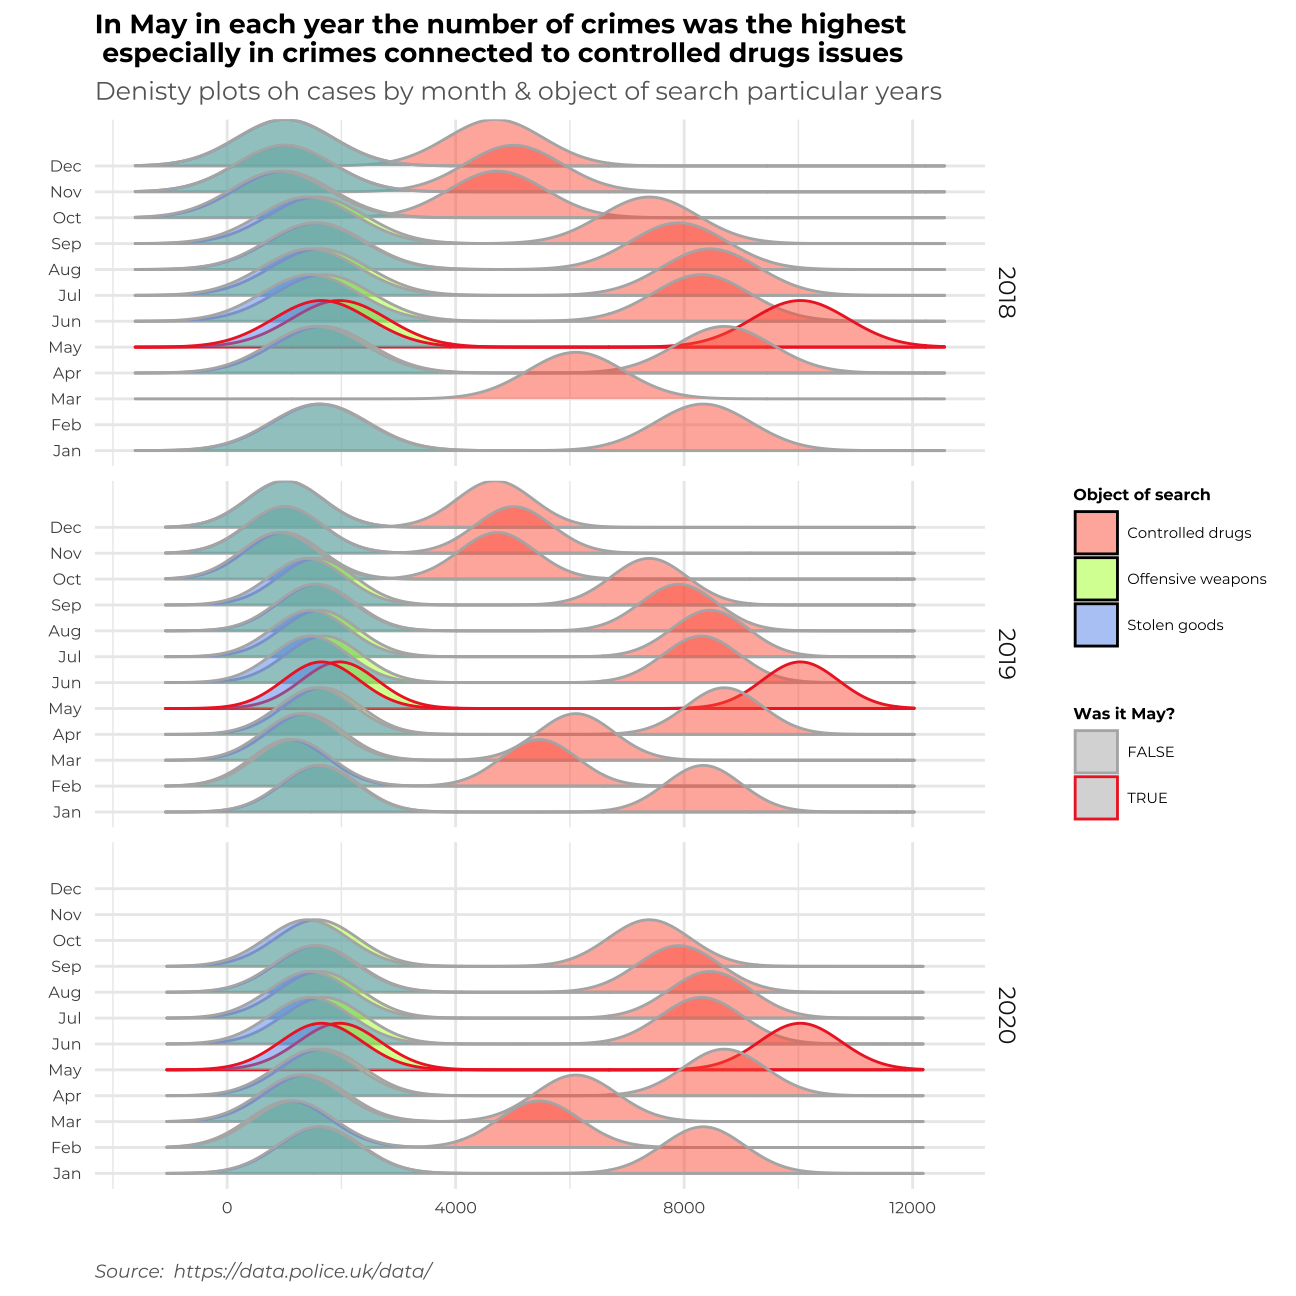 In May in each year the number of crimes was the highest
especially in crimes connected to controlled drugs issues
Denisty plots oh cases by month & object of search particular years
Dec
Nov
Oct
Sep
Aug
Jul
Jun
May
Apr
Mar
Feb
Jan
2018
Dec
Nov
Oct
Sep
Aug
Jul
Jun
May
Apr
Mar
Feb
Jan
2019
Dec
Nov
Oct
Sep
Aug
Jul
Jun
May
Apr
Mar
Feb
Jan
2020
0 4000 8000 12000
Object of search
Controlled drugs
Offensive weapons
Stolen goods
Was it May?
FALSE
TRUE
Source: https://data.police.uk/data/